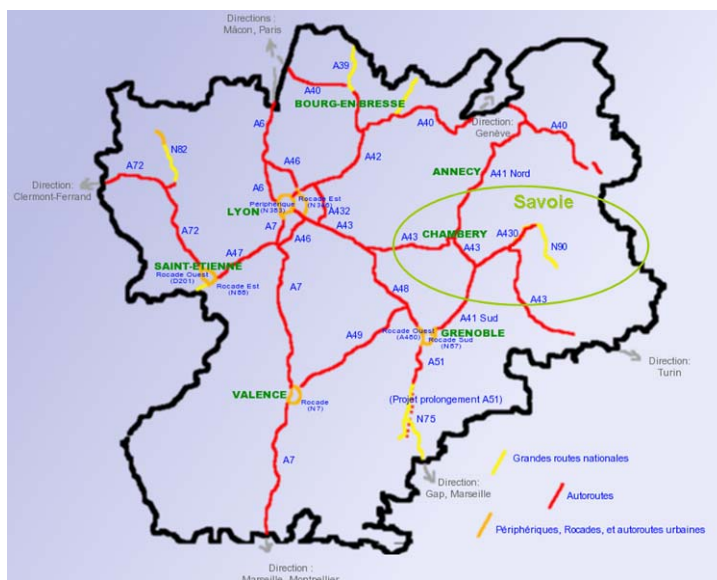 Directions :
Mâcon, Paris
A39
A40
BOURG-EN-BRESSE
A6
A40
Direction:
Genève
A40
N82
A72
A46
A42
ANNECY
A41 Nord
Direction:
Clermont-Ferrand
A6
Périphérique
(N383)
Rocade Est
(N346)
Savoie
LYON
A432
A72
A7
A43
CHAMBERY
A430
A46
A43
A43
N90
A47
SAINT-ETIENNE
Rocade Ouest
(D201)
Rocade Est
(N88)
A7
A48
A43
A41 Sud
Rocade Ouest
(A480)
GRENOBLE
Rocade Sud
(N87)
A49
A51
Direction:
Turin
VALENCE
Rocade
(N7)
(Projet prolongement A51)
N75
A7
Grandes routes nationales
Direction:
Gap, Marseille
Autoroutes
Périphériques, Rocades, et autoroutes urbaines
Direction :
Marseille, Montpellier